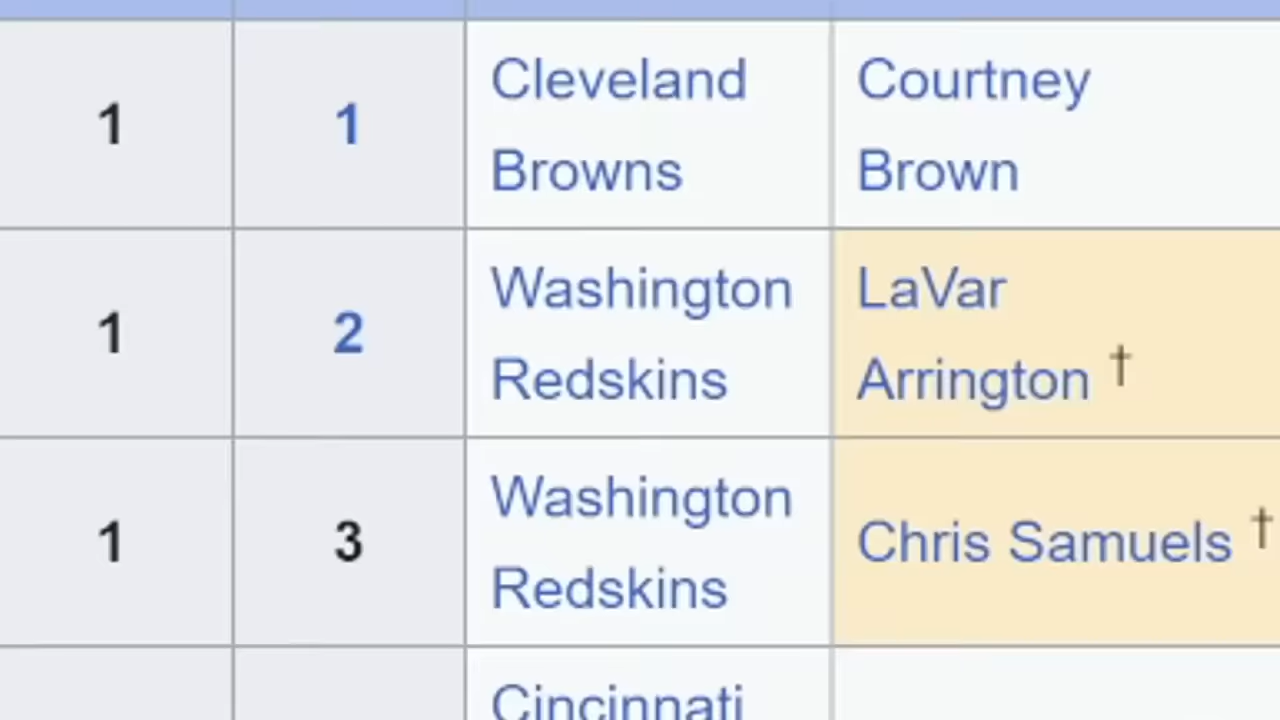 1 1 Cleveland Courtney
Browns Brown
1 2 Washington LaVar
Redskins Arrington †
1 3 Washington Chris Samuels †
Redskins
Cincinnati